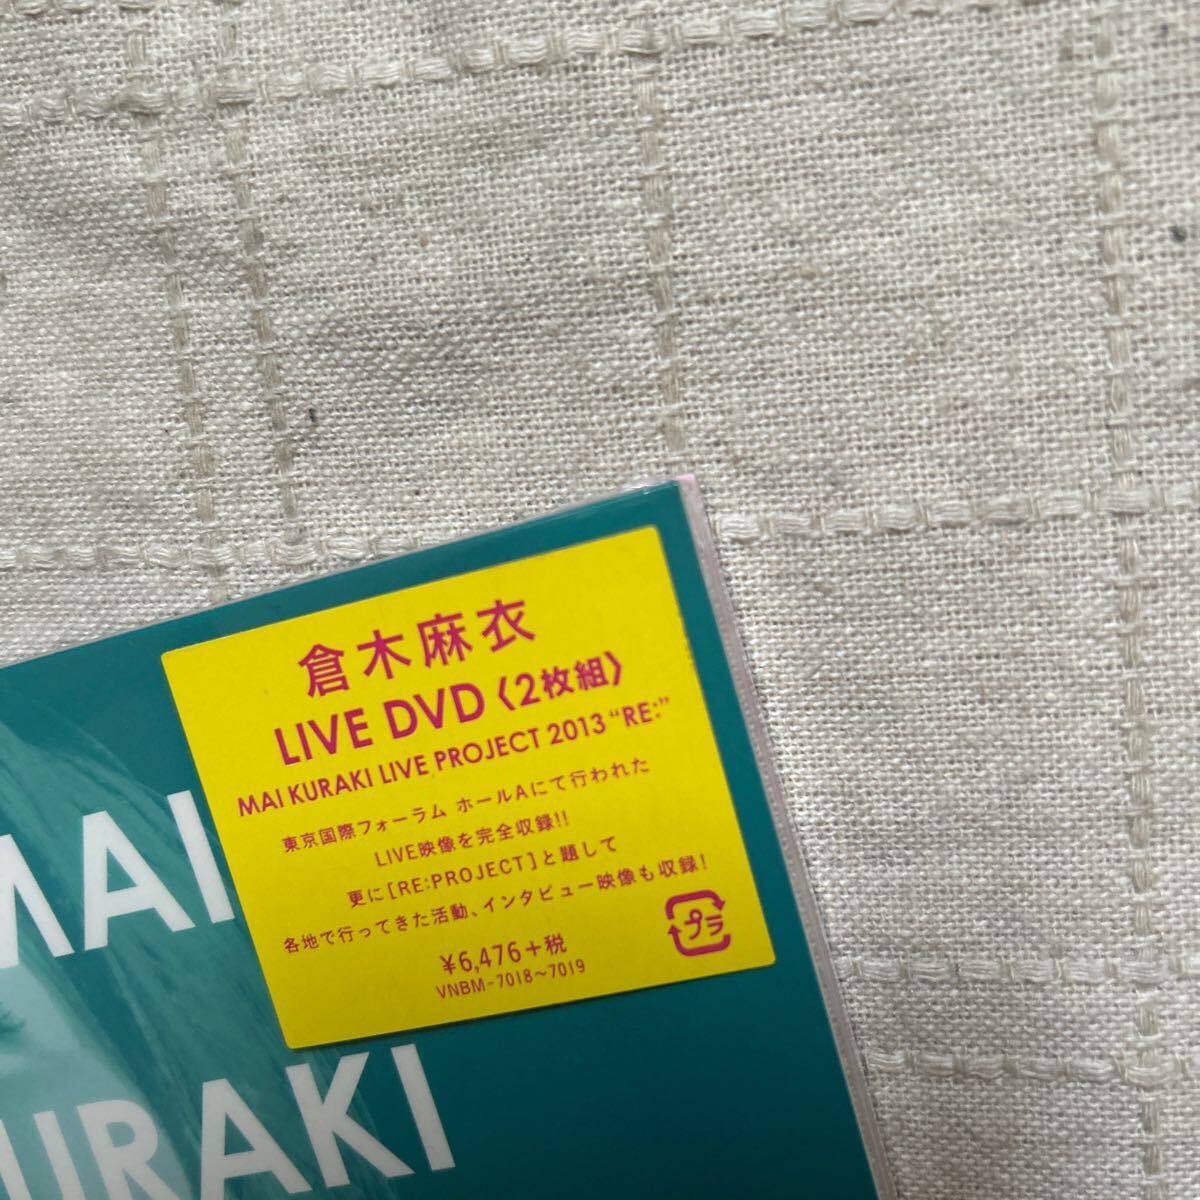 倉木麻衣
LIVE DVD〈2枚組〉
MAI KURAKI LIVE PROJECT 2013 “RE:”
東京国際フォーラム ホールAにて行われた
LIVE映像を完全収録!!
更に[RE:PROJECT]と題して
各地で行ってきた活動、インタビュー映像も収録!
¥6,476+税
VNBM-7018～7019
プラ
MAI
KURAKI